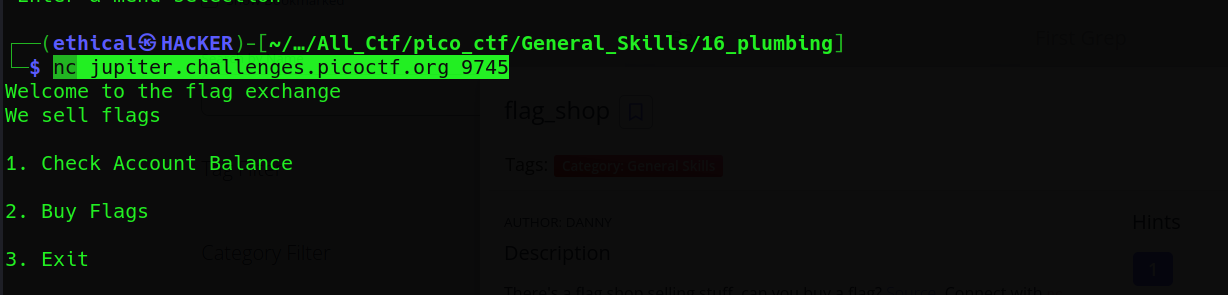 Enter a menu selection
┌──(ethical㉿HACKER)-[~/…/All_Ctf/pico_ctf/General_Skills/16_plumbing]
└─$ nc jupiter.challenges.picoctf.org 9745
Welcome to the flag exchange
We sell flags
flag_shop
1. Check Account Balance
Tags: Category: General Skills
2. Buy Flags
AUTHOR: DANNY
Hints
Category Filter
Description
3. Exit
1
There's a flag shop selling stuff, can you buy a flag? Source. Connect with